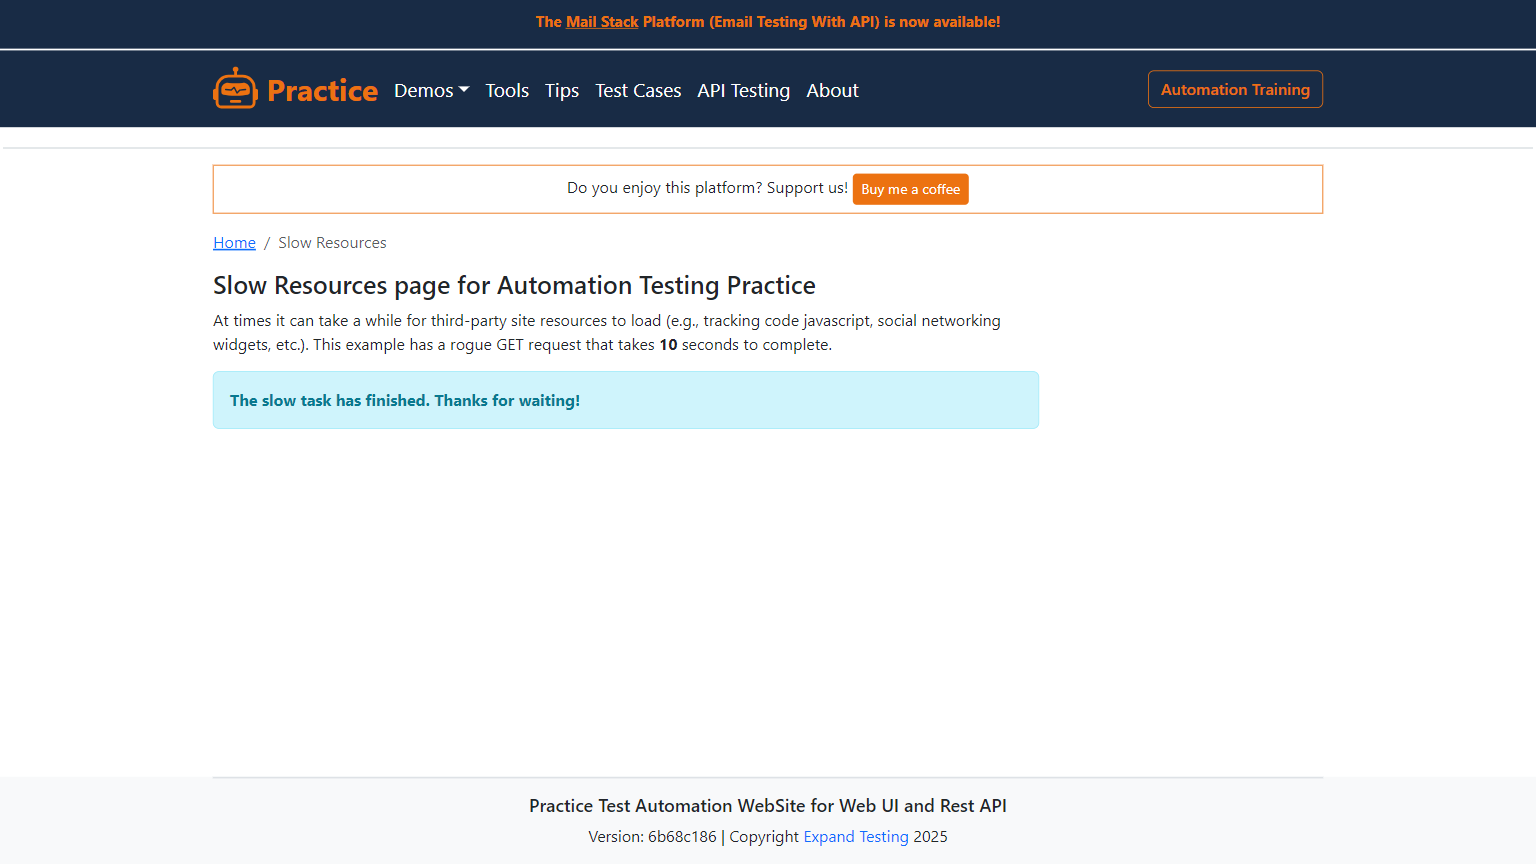 The Mail Stack Platform (Email Testing With API) is now available!
Practice Demos Tools Tips Test Cases API Testing About Automation Training
Do you enjoy this platform? Support us! Buy me a coffee
Home / Slow Resources
Slow Resources page for Automation Testing Practice
At times it can take a while for third-party site resources to load (e.g., tracking code javascript, social networking
widgets, etc.). This example has a rogue GET request that takes 10 seconds to complete.
The slow task has finished. Thanks for waiting!
Practice Test Automation WebSite for Web UI and Rest API
Version: 6b68c186 | Copyright Expand Testing 2025